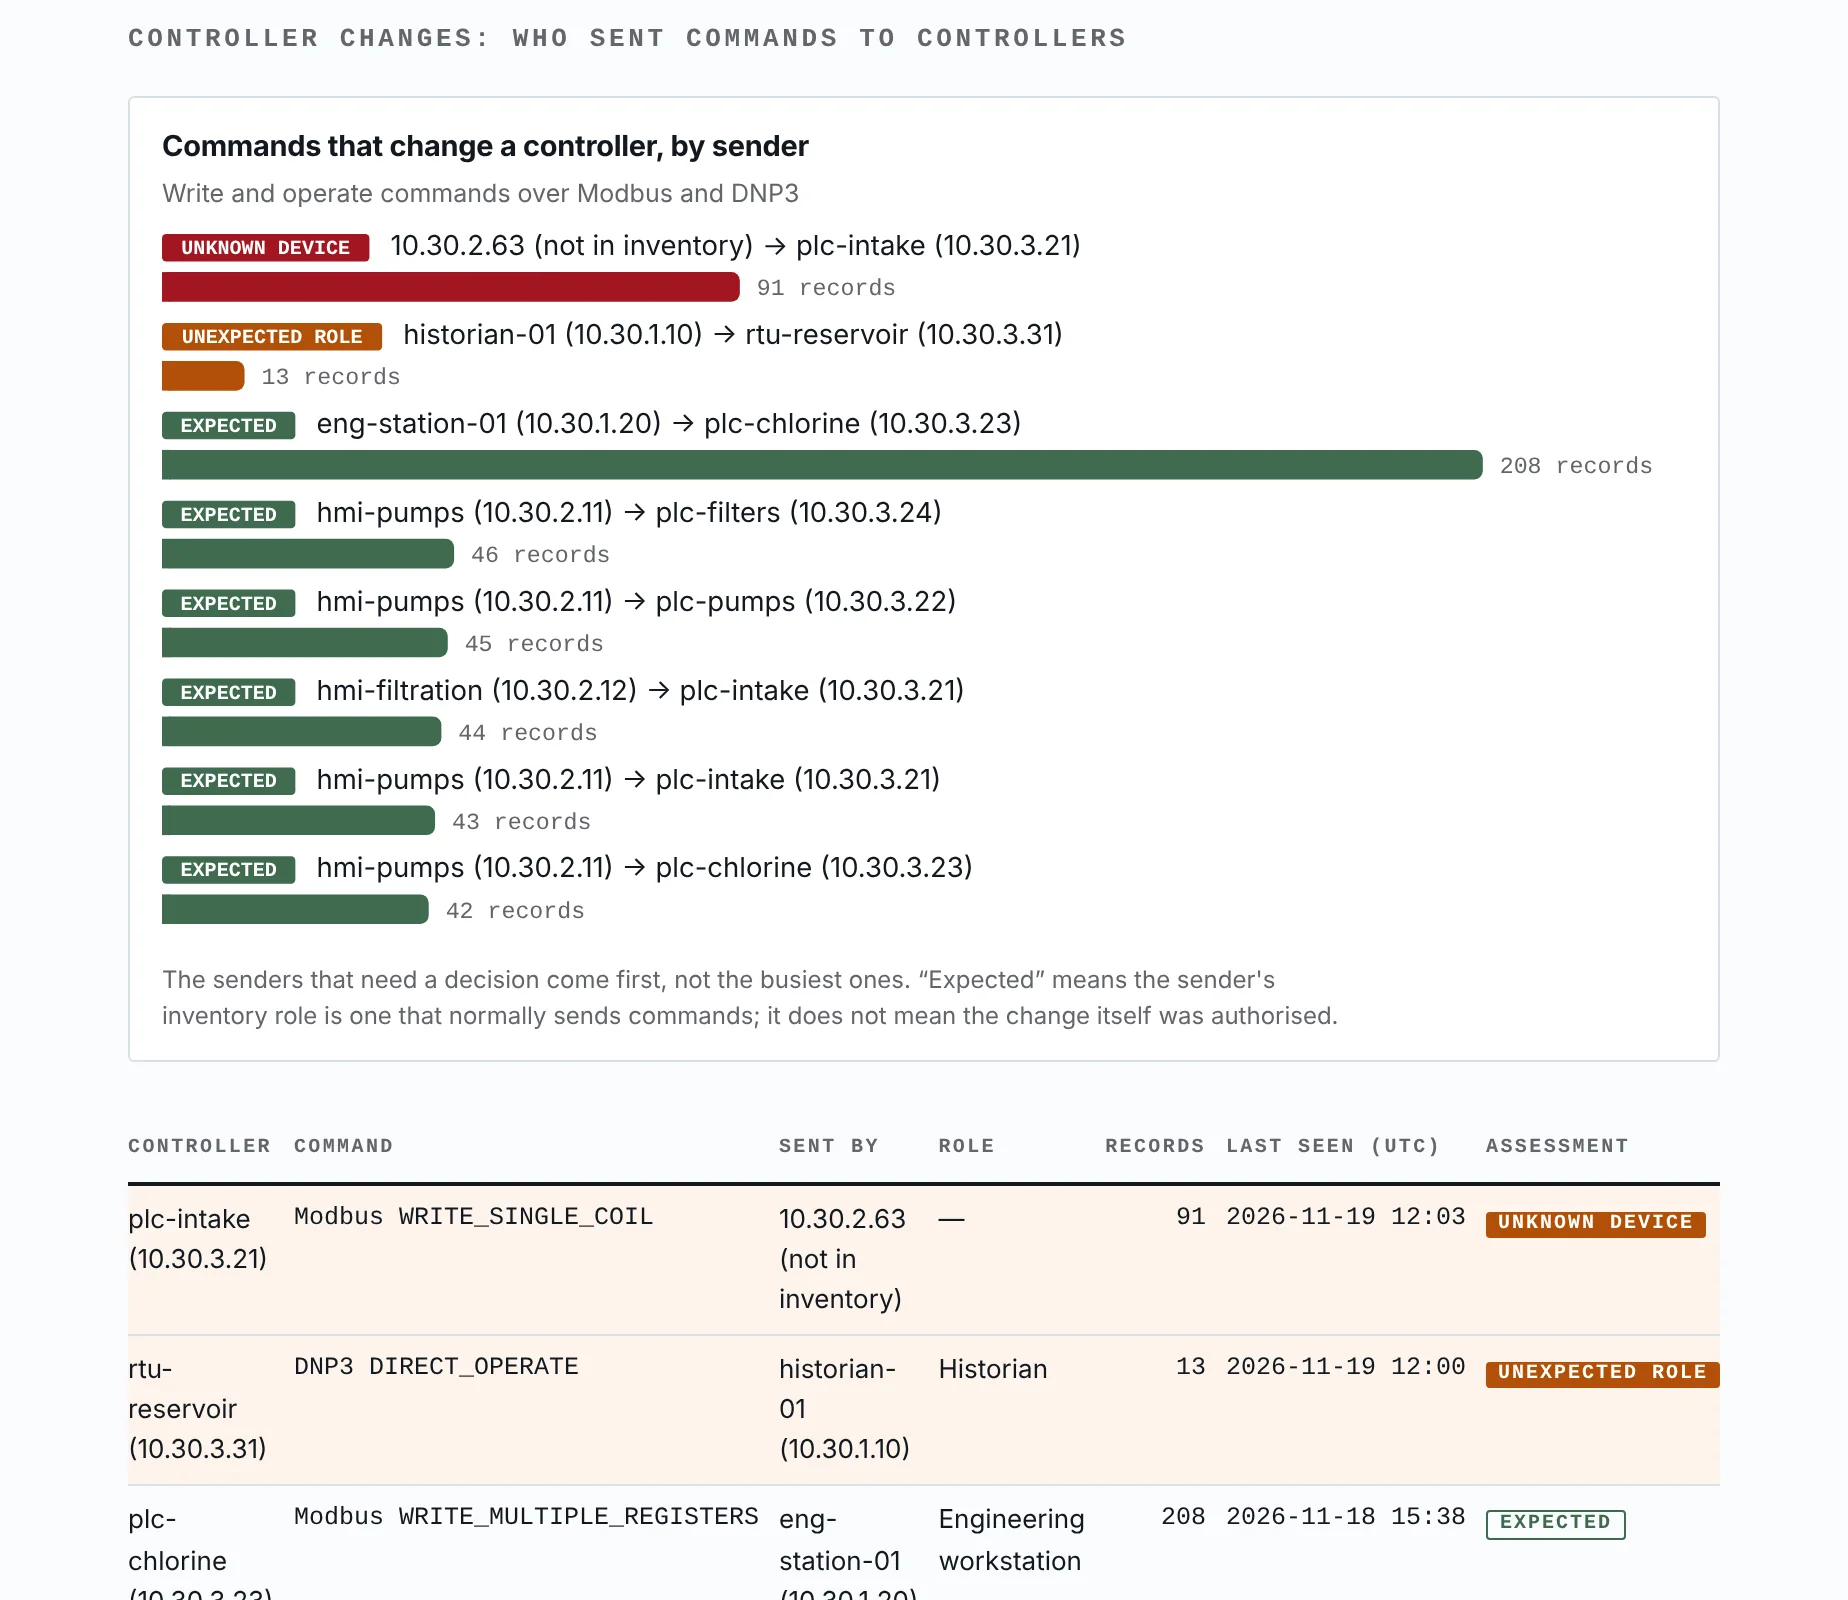 CONTROLLER CHANGES: WHO SENT COMMANDS TO CONTROLLERS
Commands that change a controller, by sender
Write and operate commands over Modbus and DNP3
UNKNOWN DEVICE 10.30.2.63 (not in inventory) → plc-intake (10.30.3.21)
91 records
UNEXPECTED ROLE historian-01 (10.30.1.10) → rtu-reservoir (10.30.3.31)
13 records
EXPECTED eng-station-01 (10.30.1.20) → plc-chlorine (10.30.3.23)
208 records
EXPECTED hmi-pumps (10.30.2.11) → plc-filters (10.30.3.24)
46 records
EXPECTED hmi-pumps (10.30.2.11) → plc-pumps (10.30.3.22)
45 records
EXPECTED hmi-filtration (10.30.2.12) → plc-intake (10.30.3.21)
44 records
EXPECTED hmi-pumps (10.30.2.11) → plc-intake (10.30.3.21)
43 records
EXPECTED hmi-pumps (10.30.2.11) → plc-chlorine (10.30.3.23)
42 records
The senders that need a decision come first, not the busiest ones. “Expected” means the sender's
inventory role is one that normally sends commands; it does not mean the change itself was authorised.
CONTROLLER COMMAND SENT BY ROLE RECORDS LAST SEEN (UTC) ASSESSMENT
plc-intake Modbus WRITE_SINGLE_COIL 10.30.2.63 — 91 2026-11-19 12:03 UNKNOWN DEVICE
(10.30.3.21) (not in
inventory)
rtu- DNP3 DIRECT_OPERATE historian- Historian 13 2026-11-19 12:00 UNEXPECTED ROLE
reservoir 01
(10.30.3.31) (10.30.1.10)
plc- Modbus WRITE_MULTIPLE_REGISTERS eng- Engineering 208 2026-11-18 15:38 EXPECTED
chlorine station-01 workstation
(10.30.3.23) (10.30.1.20)